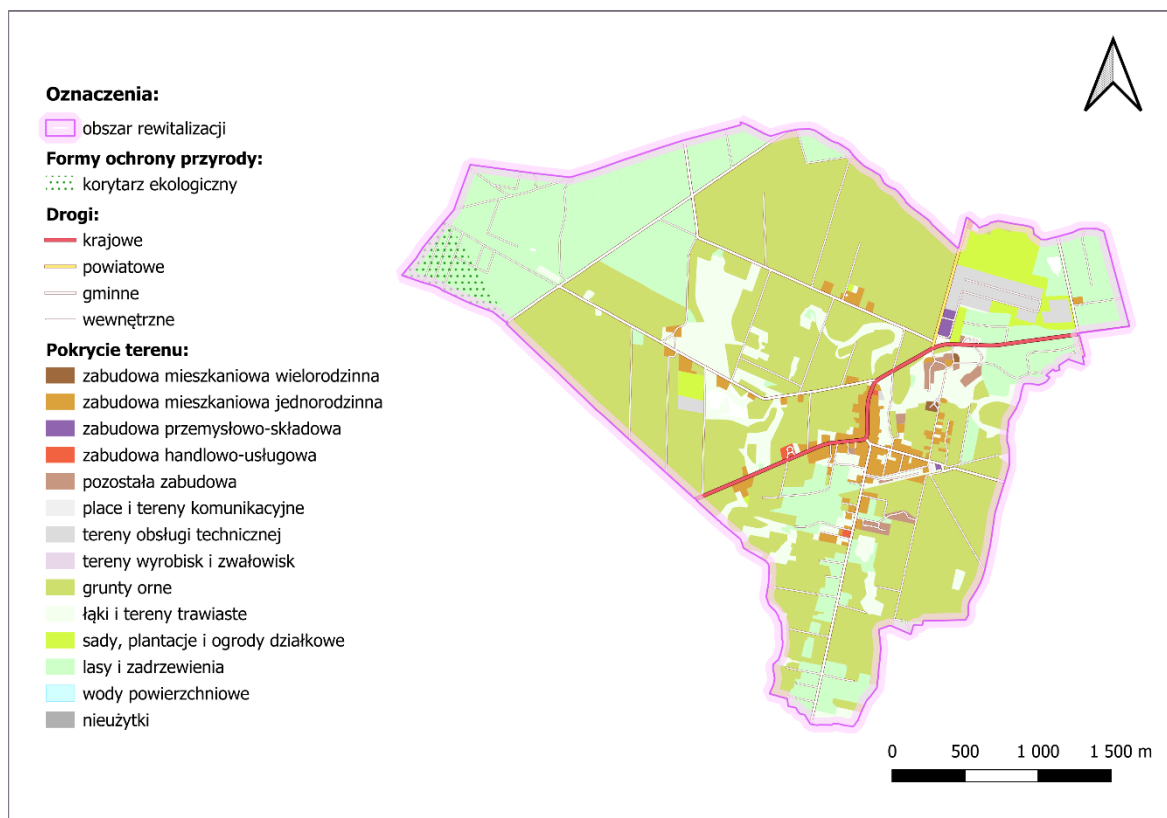 Oznaczenia:
obszar rewitalizacji
Formy ochrony przyrody:
korytarz ekologiczny
Drogi:
krajowe
powiatowe
gminne
wewnętrzne
Pokrycie terenu:
zabudowa mieszkaniowa wielorodzinna
zabudowa mieszkaniowa jednorodzinna
zabudowa przemysłowo-składowa
zabudowa handlowo-usługowa
pozostała zabudowa
place i tereny komunikacyjne
tereny obsługi technicznej
tereny wyrobisk i zwałowisk
grunty orne
łąki i tereny trawiaste
sady, plantacje i ogrody działkowe
lasy i zadrzewienia
wody powierzchniowe
nieużytki
0 500 1 000 1 500 m